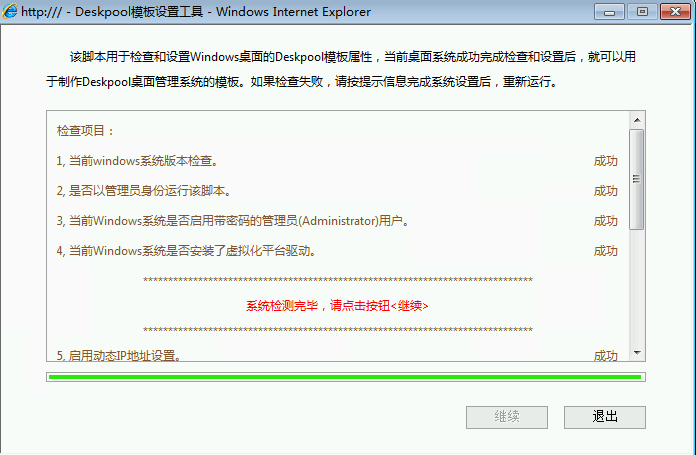 http:/// - Deskpool模板设置工具 - Windows Internet Explorer
该脚本用于检查和设置Windows桌面的Deskpool模板属性，当前桌面系统成功完成检查和设置后，就可以用
于制作Deskpool桌面管理系统的模板。如果检查失败，请按提示信息完成系统设置后，重新运行。
检查项目：
1, 当前windows系统版本检查。 成功
2, 是否以管理员身份运行该脚本。 成功
3, 当前Windows系统是否启用带密码的管理员(Administrator)用户。 成功
4, 当前Windows系统是否安装了虚拟化平台驱动。 成功
******************************************************************************
系统检测完毕，请点击按钮<继续>
******************************************************************************
5, 启用动态IP地址设置。 成功
继续 退出